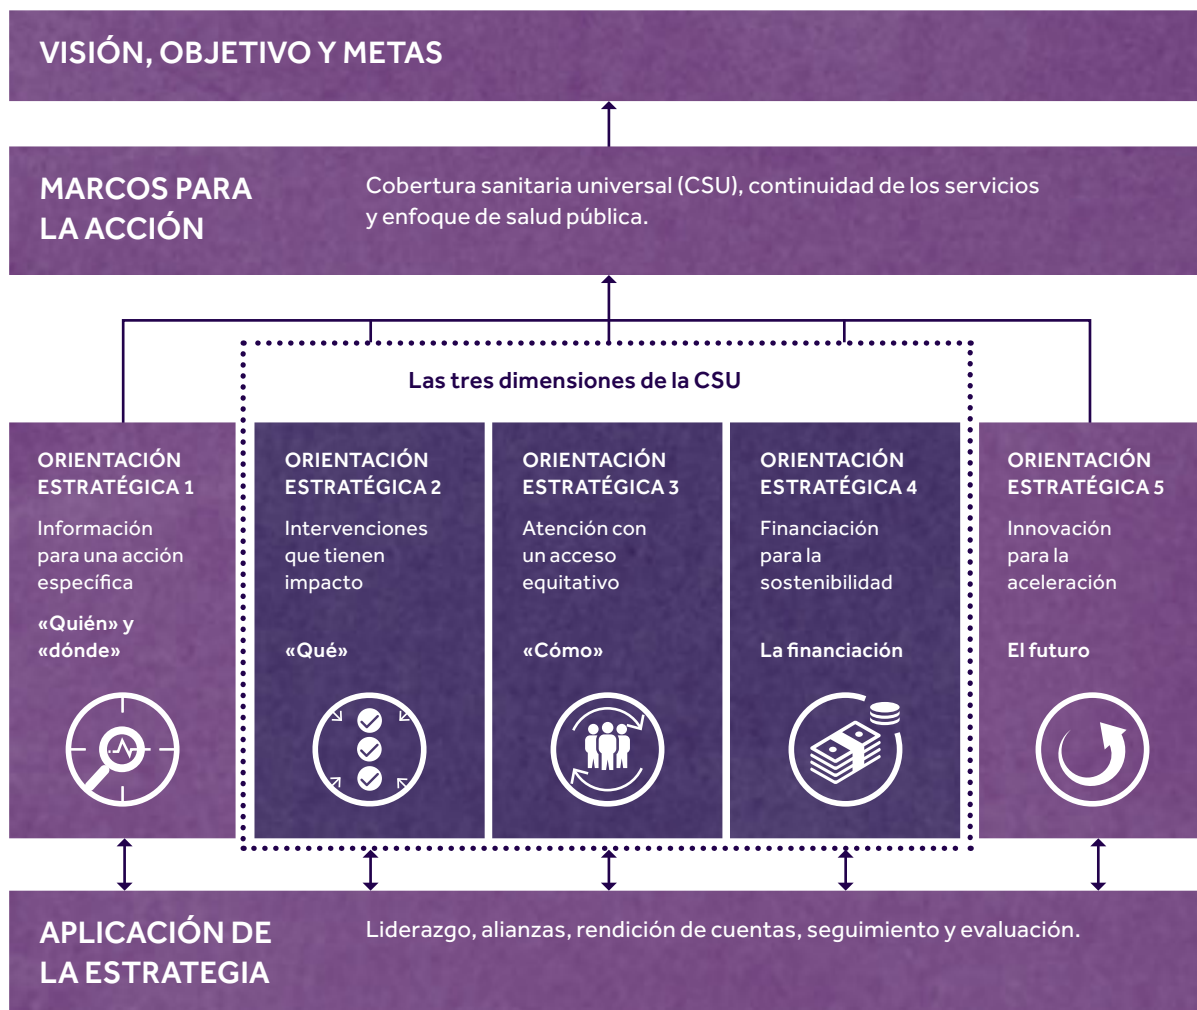 VISIÓN, OBJETIVO Y METAS
MARCOS PARA
LA ACCIÓN
Cobertura sanitaria universal (CSU), continuidad de los servicios
y enfoque de salud pública.
Las tres dimensiones de la CSU
ORIENTACIÓN
ESTRATÉGICA 1
Información
para una acción
específica
«Quién» y
«dónde»
ORIENTACIÓN
ESTRATÉGICA 2
Intervenciones
que tienen
impacto
«Qué»
ORIENTACIÓN
ESTRATÉGICA 3
Atención con
un acceso
equitativo
«Cómo»
ORIENTACIÓN
ESTRATÉGICA 4
Financiación
para la
sostenibilidad
La financiación
ORIENTACIÓN
ESTRATÉGICA 5
Innovación
para la
aceleración
El futuro
APLICACIÓN DE
LA ESTRATEGIA
Liderazgo, alianzas, rendición de cuentas, seguimiento y evaluación.